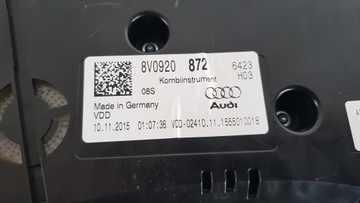 8V0920 872 6423
Kombiinstrument H03
08S
Made in Germany
VDD
Audi
10.11.2015 01:07:36 VDD-02410.11.1555010018